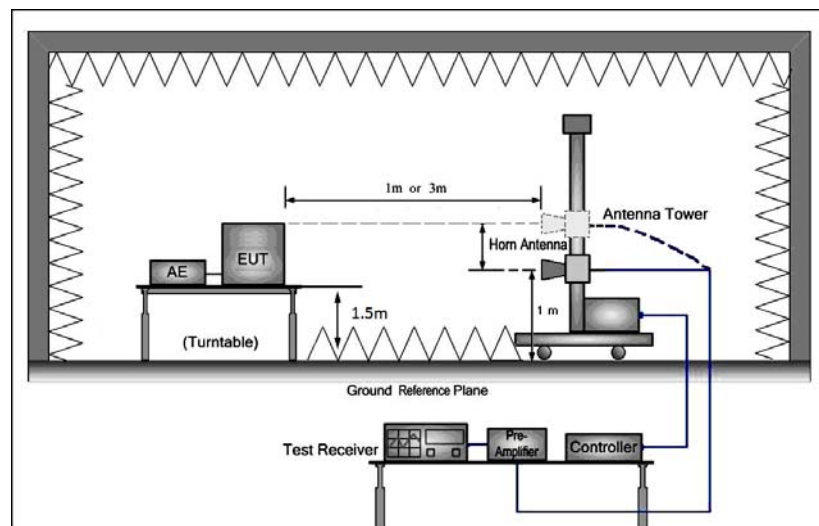 1m or 3m
Antenna Tower
Horn Antenna
EUT
AE
1.5m
1 m
(Turntable)
Ground Reference Plane
Test Receiver
Pre-
Amplifier
Controller